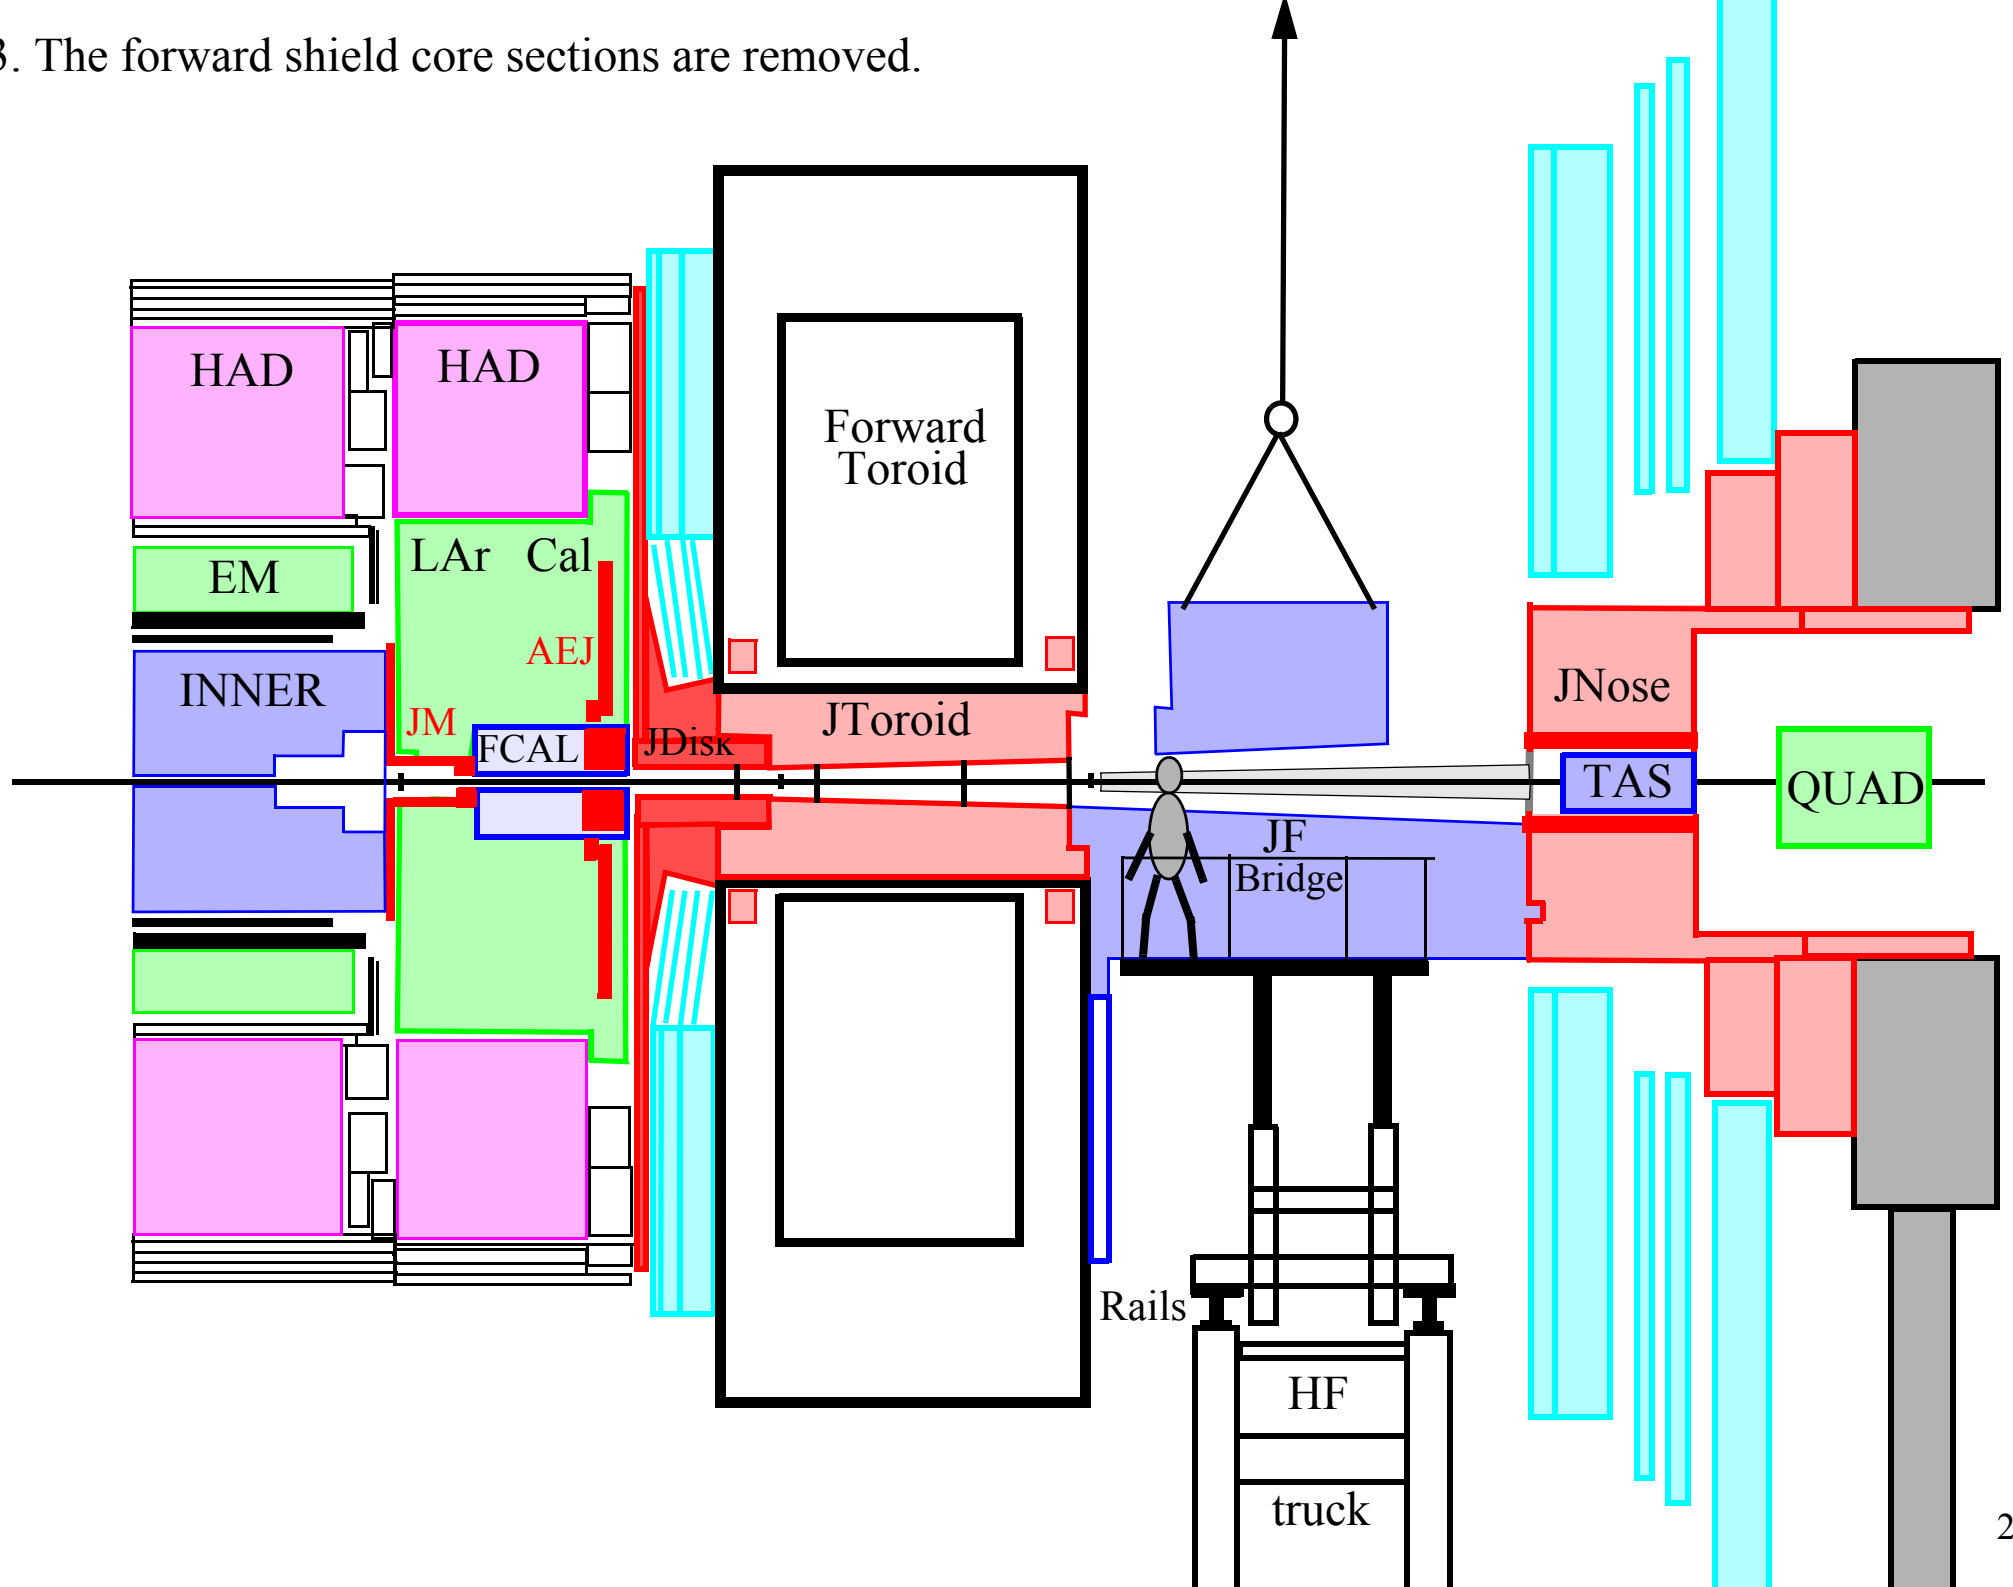 3. The forward shield core sections are removed.
HAD
HAD
Forward
Toroid
LAr Cal
EM
AEJ
INNER
JM
FCAL
JDisk
JToroid
JNose
TAS
QUAD
JF
Bridge
Rails
HF
truck
2